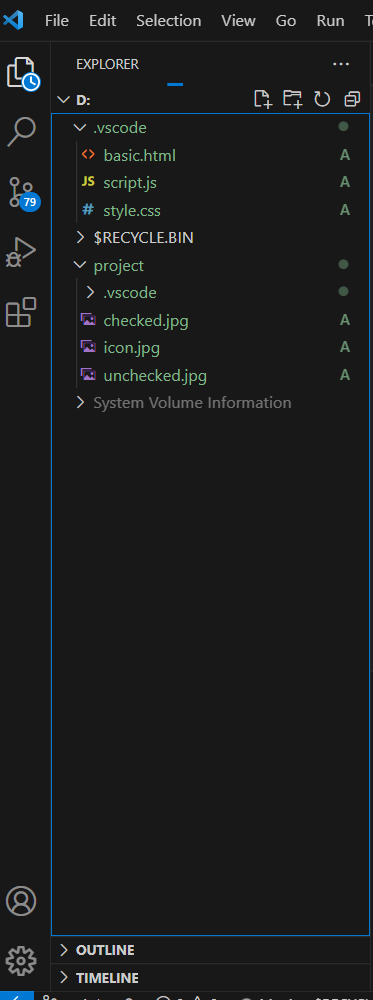 File Edit Selection View Go Run
EXPLORER ...
D:
.vscode
<> basic.html A
JS script.js A
# style.css A
79
$RECYCLE.BIN
project
.vscode
checked.jpg A
icon.jpg A
unchecked.jpg A
System Volume Information
OUTLINE
TIMELINE